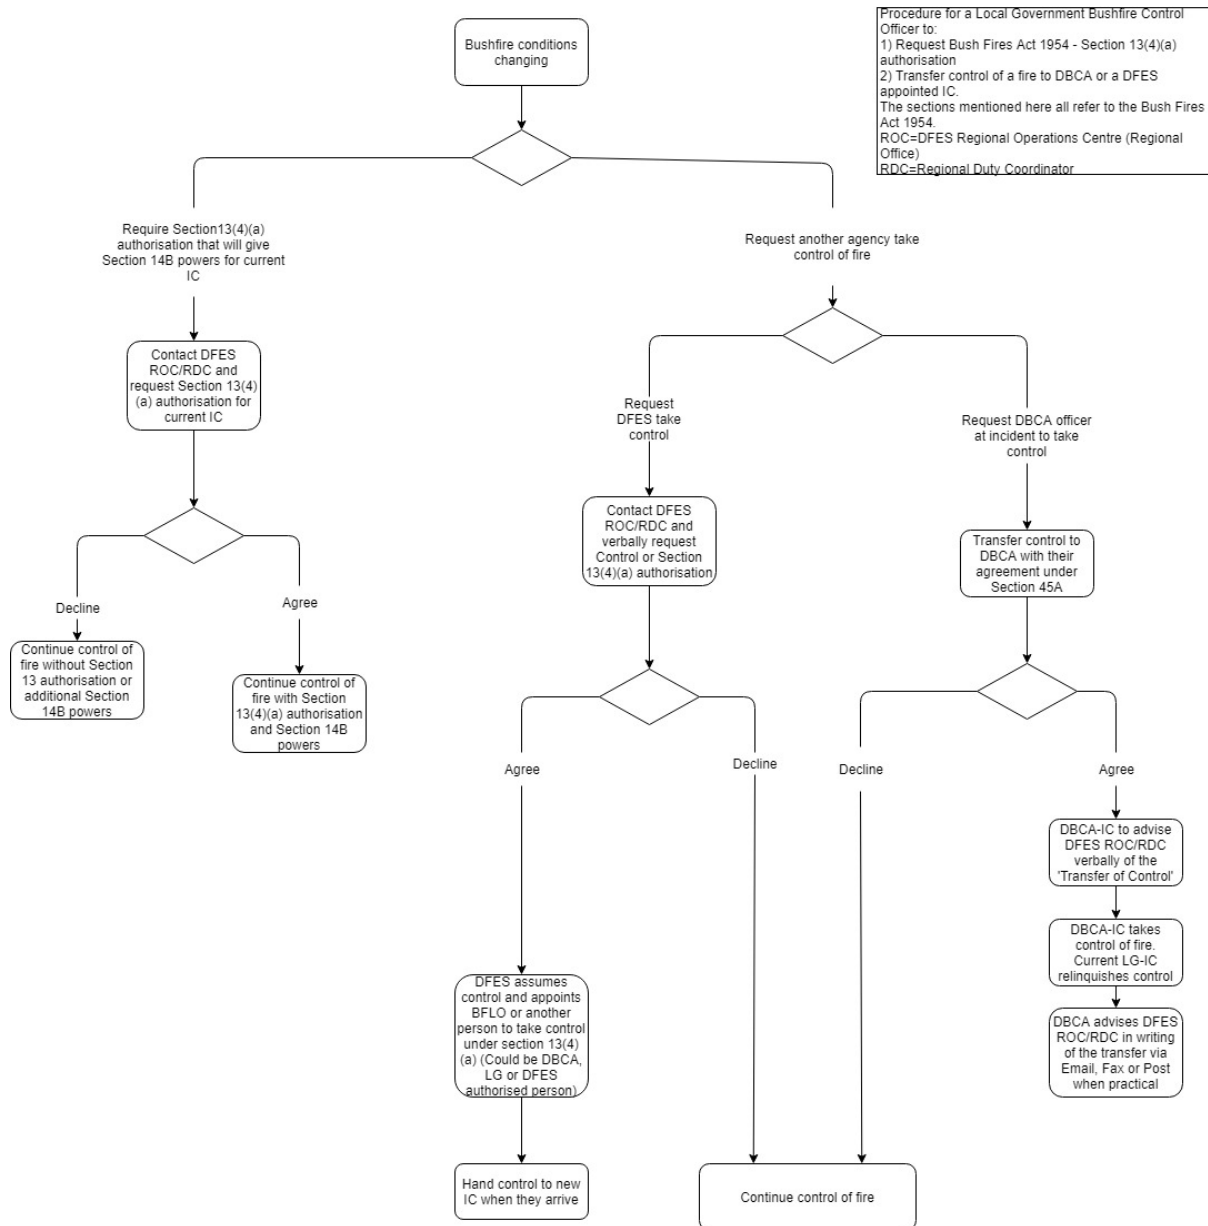 Bushfire conditions
changing
Procedure for a Local Government Bushfire Control
Officer to:
1) Request Bush Fires Act 1954 - Section 13(4)(a)
authorisation
2) Transfer control of a fire to DBCA or a DFES
appointed IC.
The sections mentioned here all refer to the Bush Fires
Act 1954.
ROC=DFES Regional Operations Centre (Regional
Office)
RDC=Regional Duty Coordinator
Require Section13(4)(a)
authorisation that will give
Section 14B powers for current
IC
Request another agency take
control of fire
Contact DFES
ROC/RDC and
request Section 13(4)
(a) authorisation for
current IC
Request
DFES take
control
Request DBCA officer
at incident to take
control
Contact DFES
ROC/RDC and
verbally request
Control or Section
13(4)(a) authorisation
Transfer control to
DBCA with their
agreement under
Section 45A
Decline
Agree
Continue control of
fire without Section
13 authorisation or
additional Section
14B powers
Continue control of
fire with Section
13(4)(a) authorisation
and Section 14B
powers
Agree
Decline
Decline
Agree
DBCA-IC to advise
DFES ROC/RDC
verbally of the
'Transfer of Control'
DBCA-IC takes
control of fire.
Current LG-IC
relinquishes control
DFES assumes
control and appoints
BFLO or another
person to take control
under section 13(4)
(a) (Could be DBCA,
LG or DFES
authorised person)
DBCA advises DFES
ROC/RDC in writing
of the transfer via
Email, Fax or Post
when practical
Hand control to new
IC when they arrive
Continue control of fire